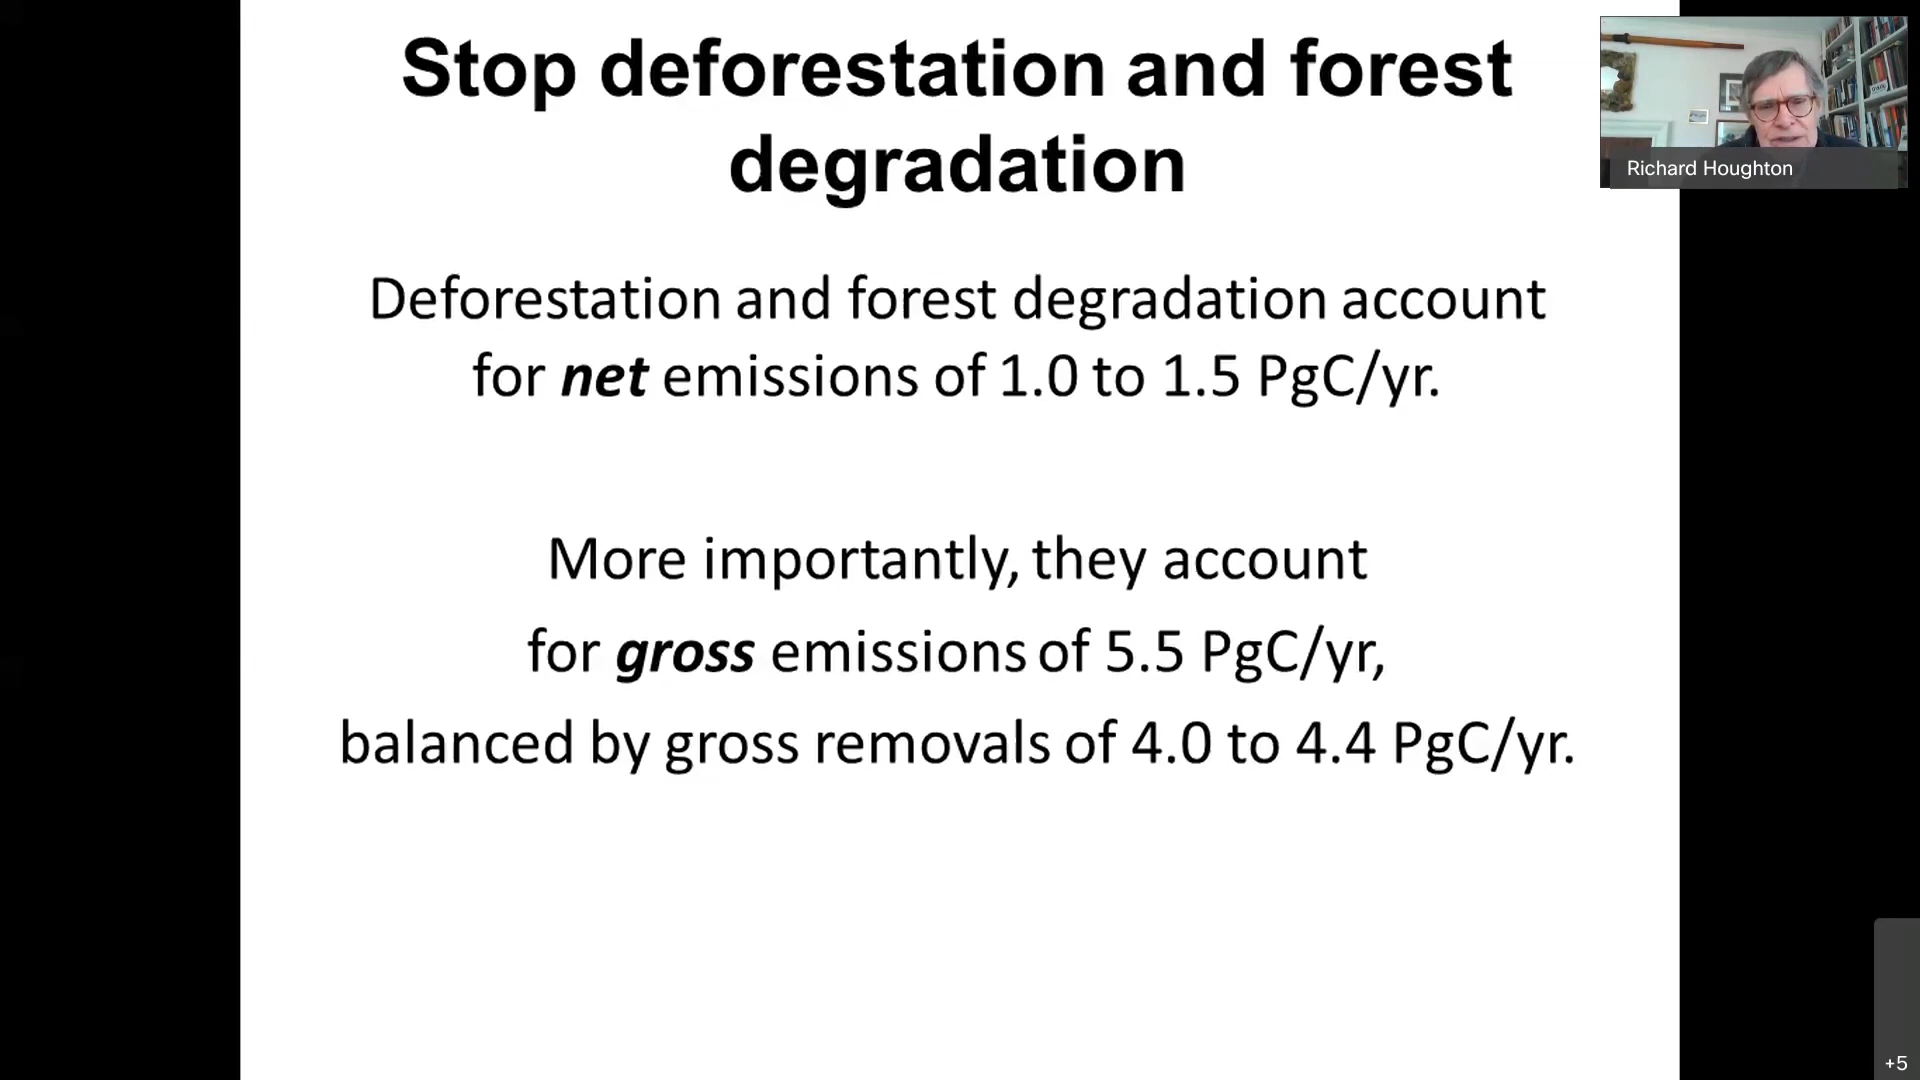 Stop deforestation and forest
degradation
Richard Houghton
Deforestation and forest degradation account
for net emissions of 1.0 to 1.5 PgC/yr.
More importantly, they account
for gross emissions of 5.5 PgC/yr,
balanced by gross removals of 4.0 to 4.4 PgC/yr.
+5